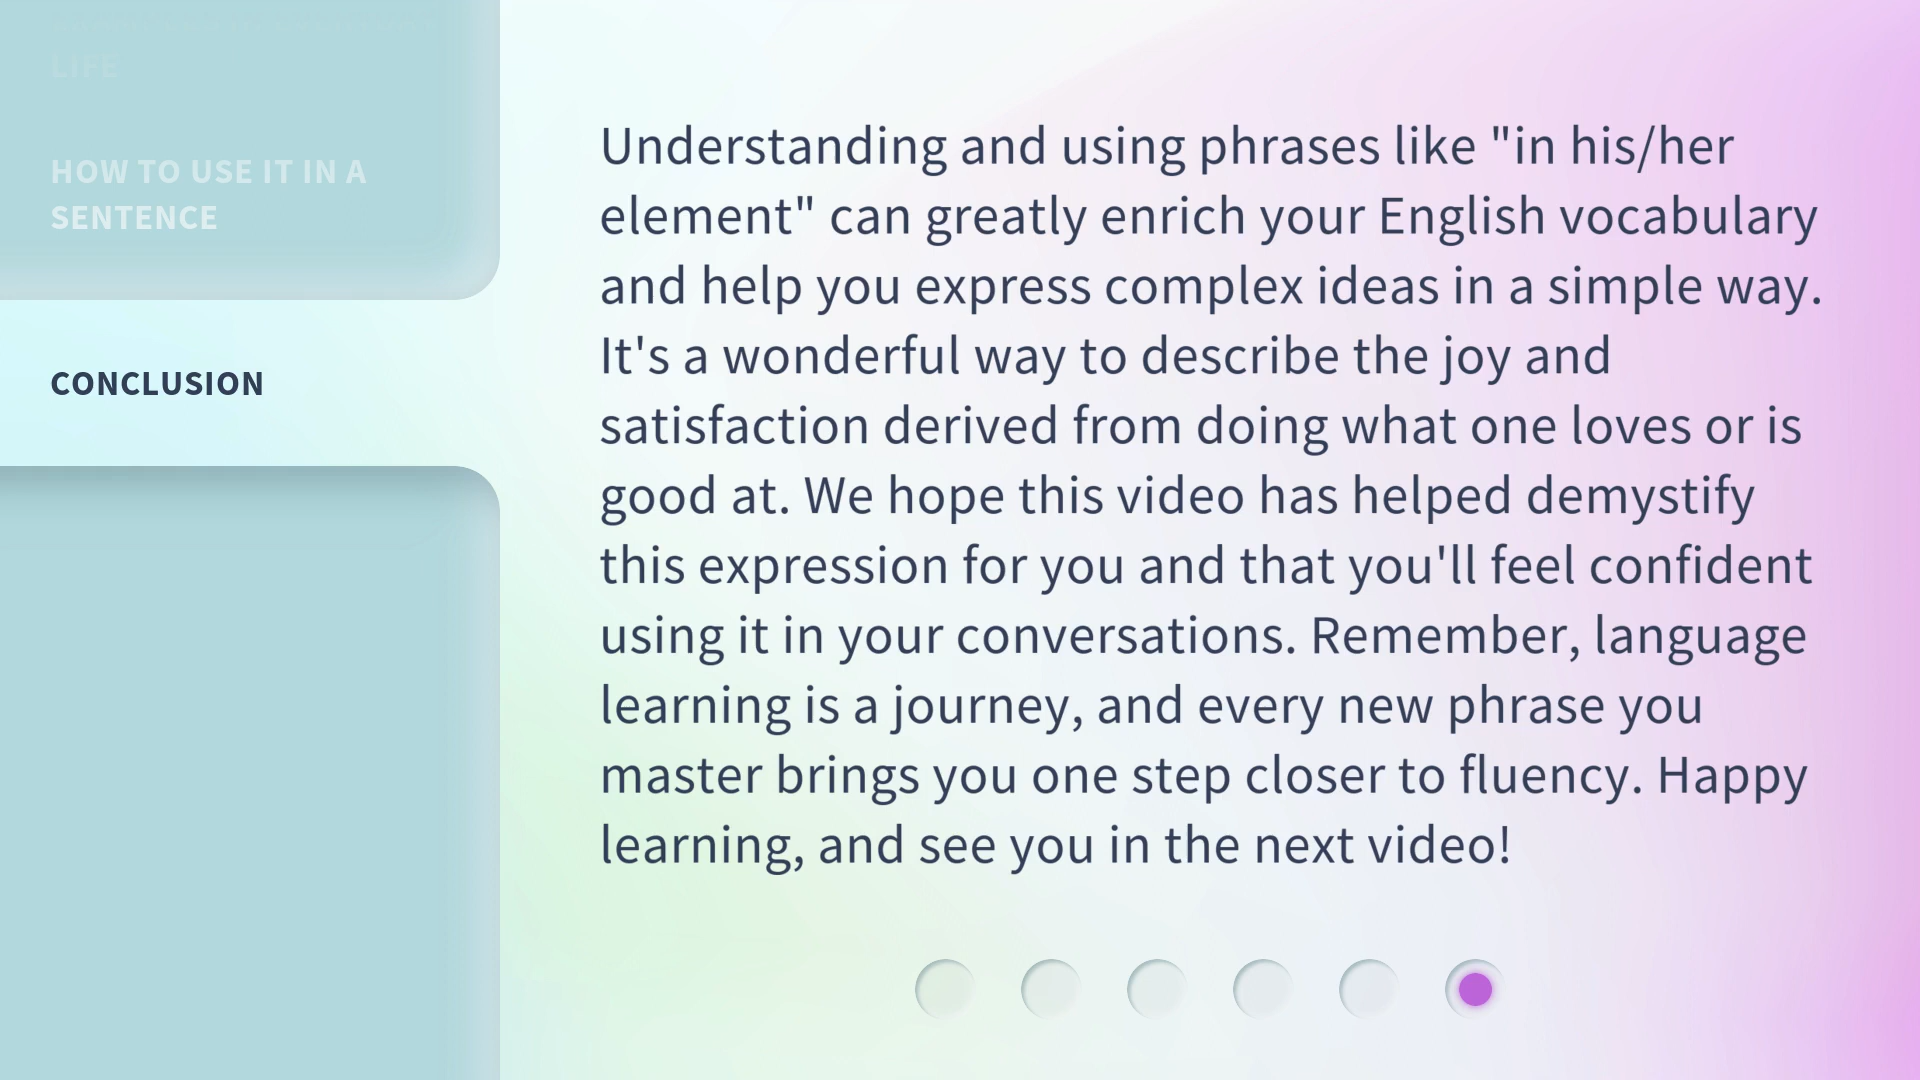 LIFE
HOW TO USE IT IN A
SENTENCE
CONCLUSION
Understanding and using phrases like "in his/her
element" can greatly enrich your English vocabulary
and help you express complex ideas in a simple way.
It's a wonderful way to describe the joy and
satisfaction derived from doing what one loves or is
good at. We hope this video has helped demystify
this expression for you and that you'll feel confident
using it in your conversations. Remember, language
learning is a journey, and every new phrase you
master brings you one step closer to fluency. Happy
learning, and see you in the next video!